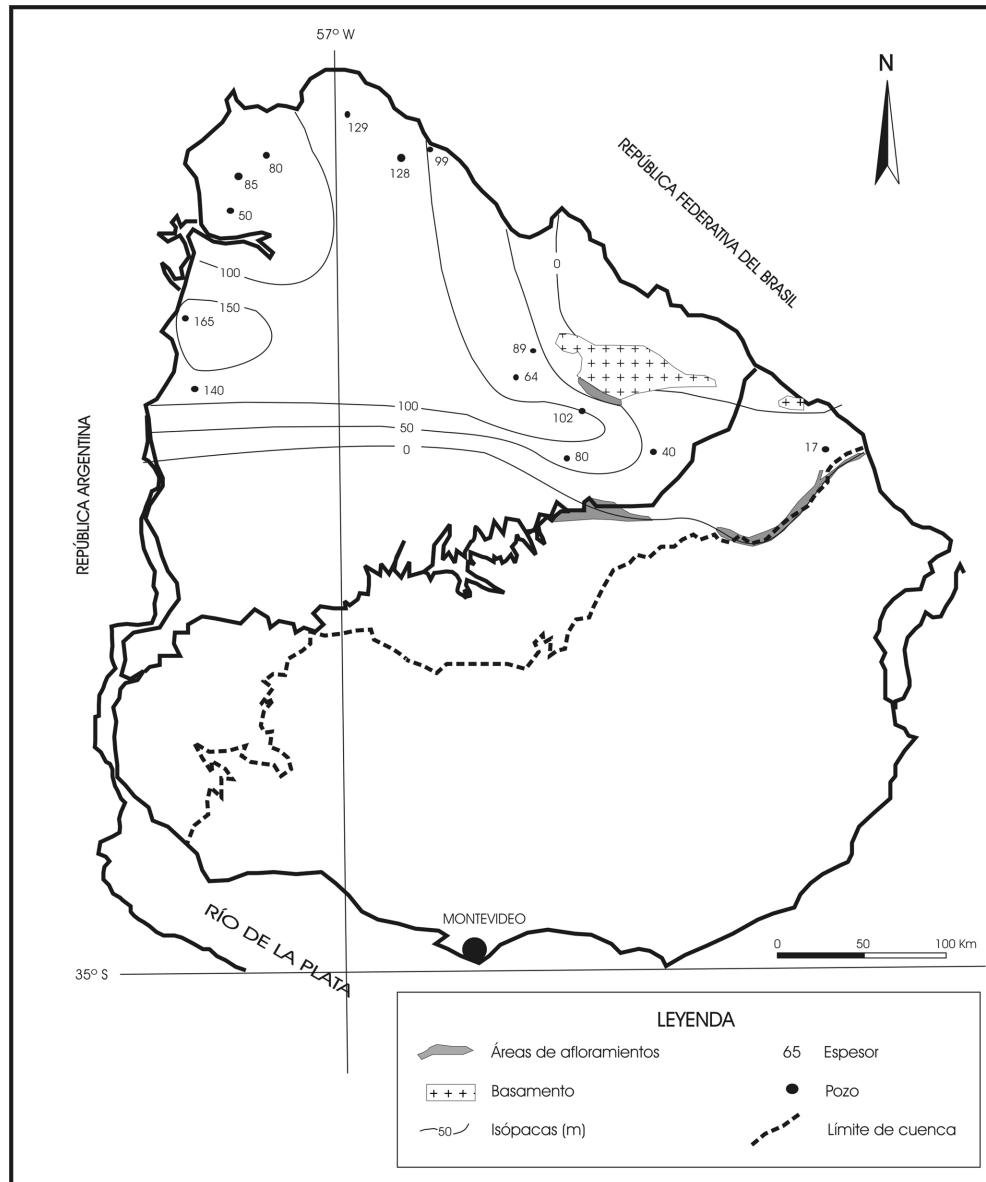 57º W
N
129
80
99
128
85
50
REPÚBLICA FEDERATIVA DEL BRASIL
0
100
150
165
89
64
140
100
102
50
0
80
40
17
REPÚBLICA ARGENTINA
MONTEVIDEO
RÍO DE LA PLATA
0 50 100 Km
35º S
LEYENDA
Áreas de afloramientos
65 Espesor
Basamento
Pozo
50 Isópacas (m)
Límite de cuenca